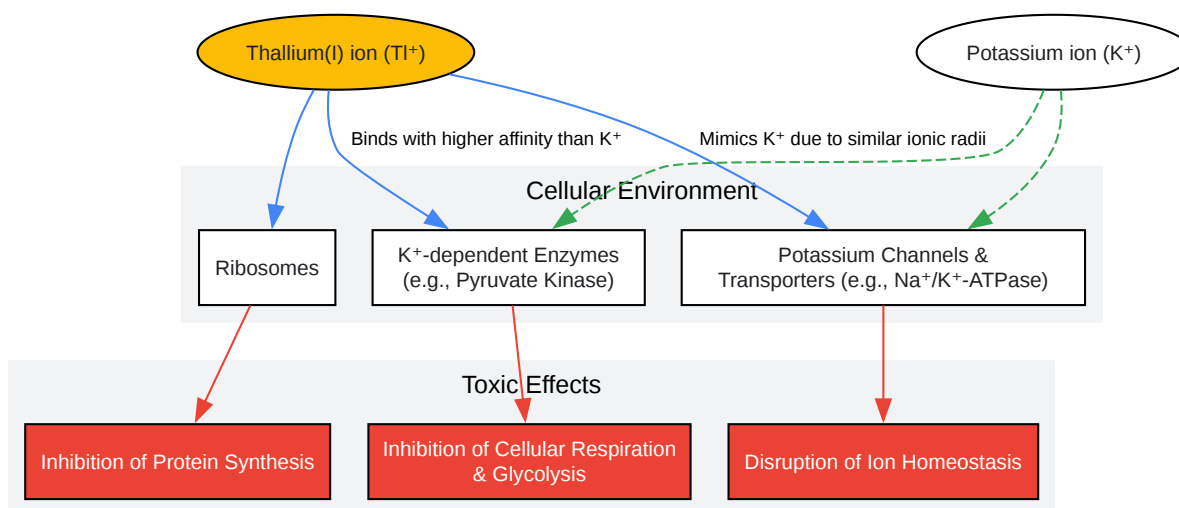 Thallium(I) ion (Tl⁺)
Potassium ion (K⁺)
Binds with higher affinity than K⁺
Mimics K⁺ due to similar ionic radii
Cellular Environment
Ribosomes
K⁺-dependent Enzymes
(e.g., Pyruvate Kinase)
Potassium Channels &
Transporters (e.g., Na⁺/K⁺-ATPase)
Toxic Effects
Inhibition of Protein Synthesis
Inhibition of Cellular Respiration
& Glycolysis
Disruption of Ion Homeostasis